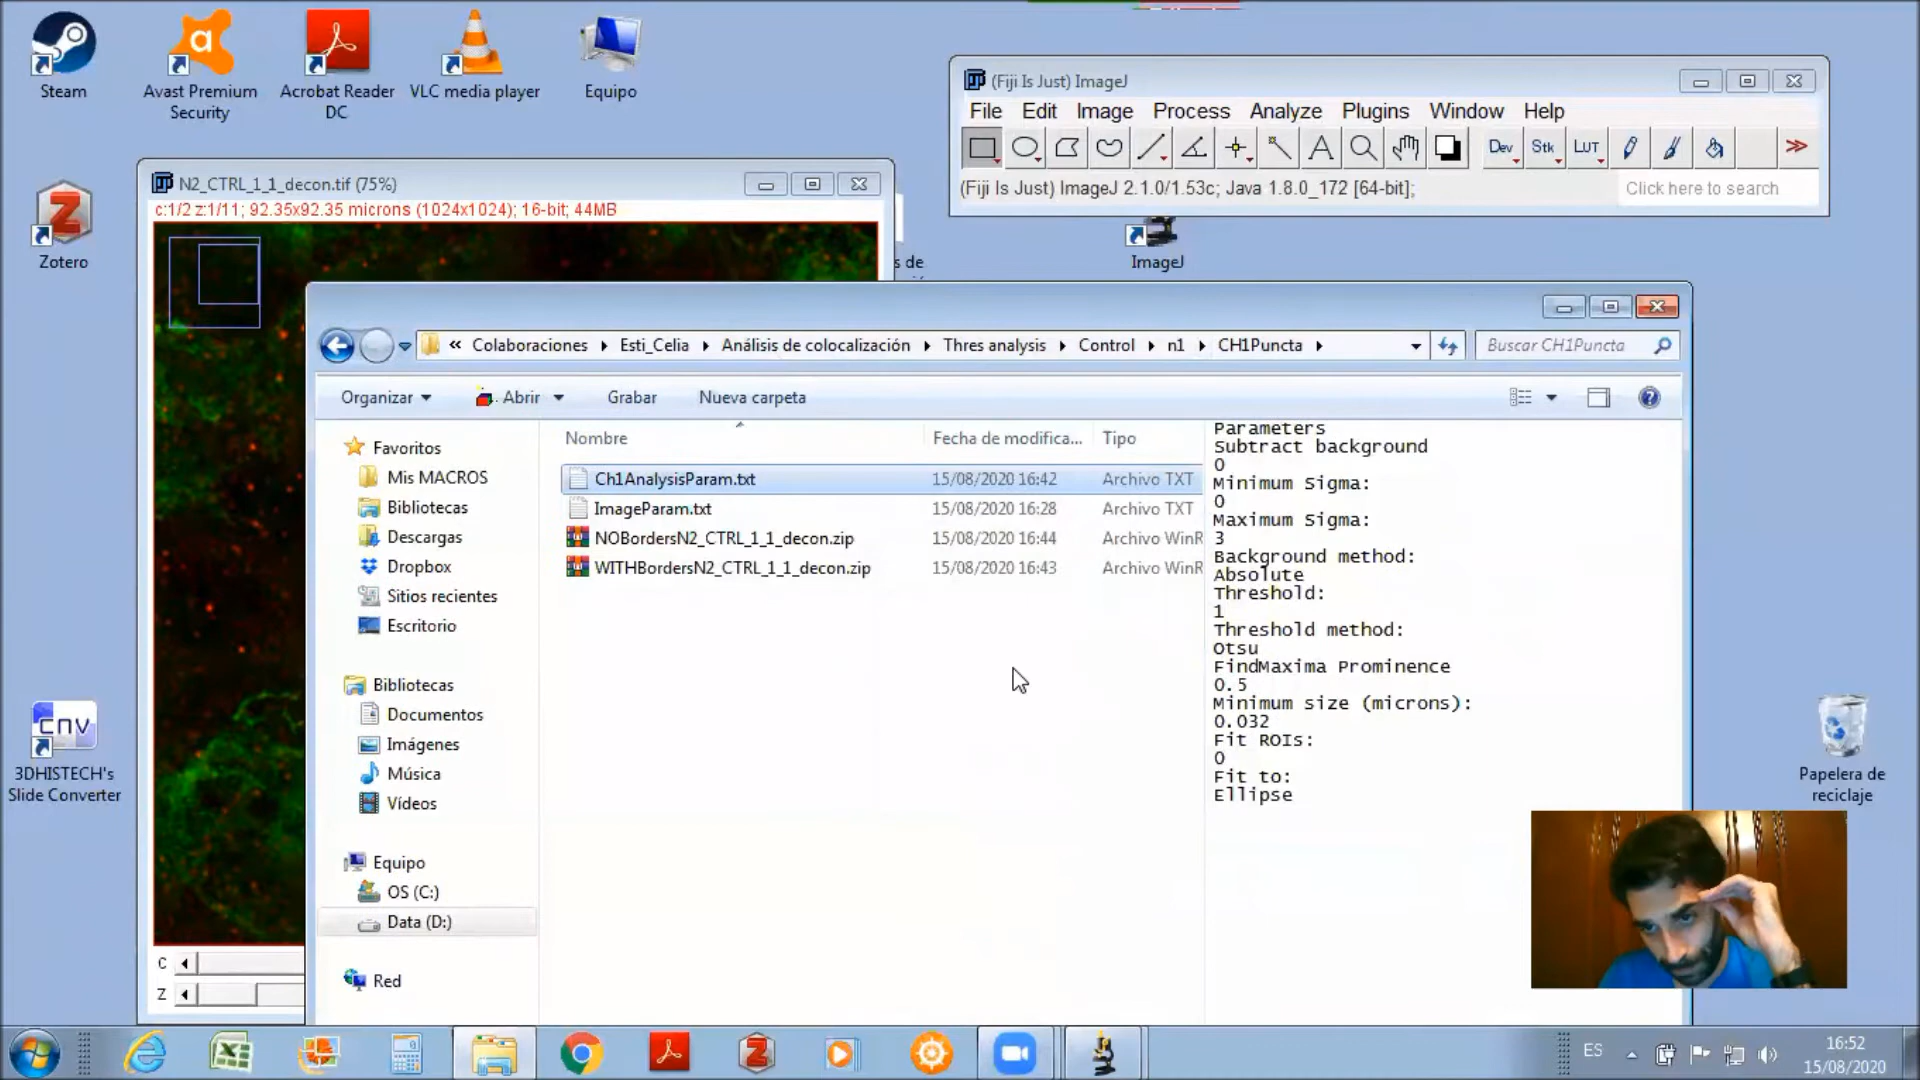 Steam
Avast Premium
Security
Acrobat Reader
DC
VLC media player
Equipo
(Fiji Is Just) ImageJ
File Edit Image Process Analyze Plugins Window Help
Dev Stk LUT
(Fiji Is Just) ImageJ 2.1.0/1.53c; Java 1.8.0_172 [64-bit];
Click here to search
N2_CTRL_1_1_decon.tif (75%)
c:1/2 z:1/11; 92.35x92.35 microns (1024x1024); 16-bit; 44MB
Zotero
s de
ImageJ
« Colaboraciones Esti_Celia Análisis de colocalización Thres analysis Control n1 CH1Puncta
Buscar CH1Puncta
Organizar Abrir Grabar Nueva carpeta
Favoritos
Mis MACROS
Bibliotecas
Descargas
Dropbox
Sitios recientes
Escritorio
Bibliotecas
Documentos
Imágenes
Música
Vídeos
Equipo
OS (C:)
Data (D:)
Red
Nombre Fecha de modifica... Tipo
Ch1AnalysisParam.txt 15/08/2020 16:42 Archivo TXT
ImageParam.txt 15/08/2020 16:28 Archivo TXT
NOBordersN2_CTRL_1_1_decon.zip 15/08/2020 16:44 Archivo WinR
WITHBordersN2_CTRL_1_1_decon.zip 15/08/2020 16:43 Archivo WinR
Parameters
Subtract background
0
Minimum Sigma:
0
Maximum Sigma:
3
Background method:
Absolute
Threshold:
1
Threshold method:
Otsu
FindMaxima Prominence
0.5
Minimum size (microns):
0.032
Fit ROIs:
0
Fit to:
Ellipse
cnv
3DHISTECH's
Slide Converter
Papelera de
reciclaje
C
Z
ES
16:52
15/08/2020